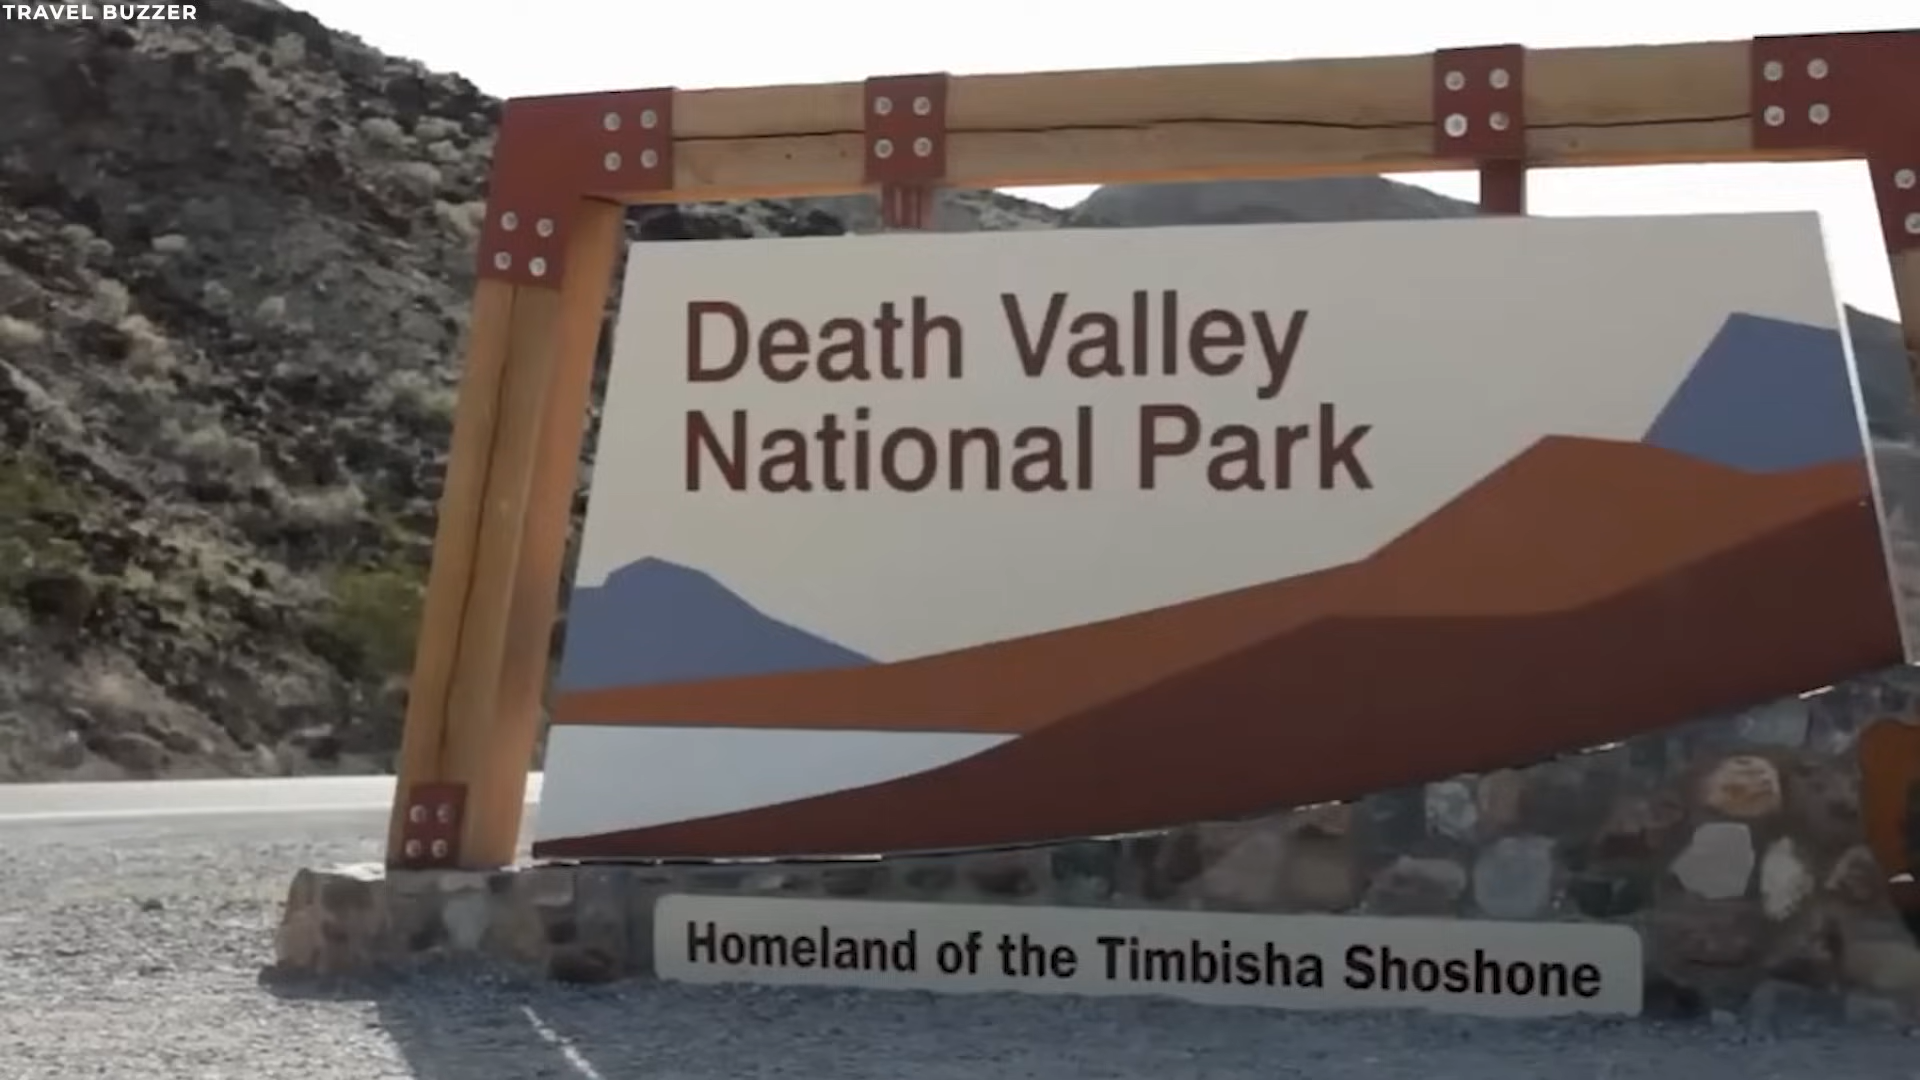 TRAVEL BUZZER
Death Valley
National Park
Homeland of the Timbisha Shoshone